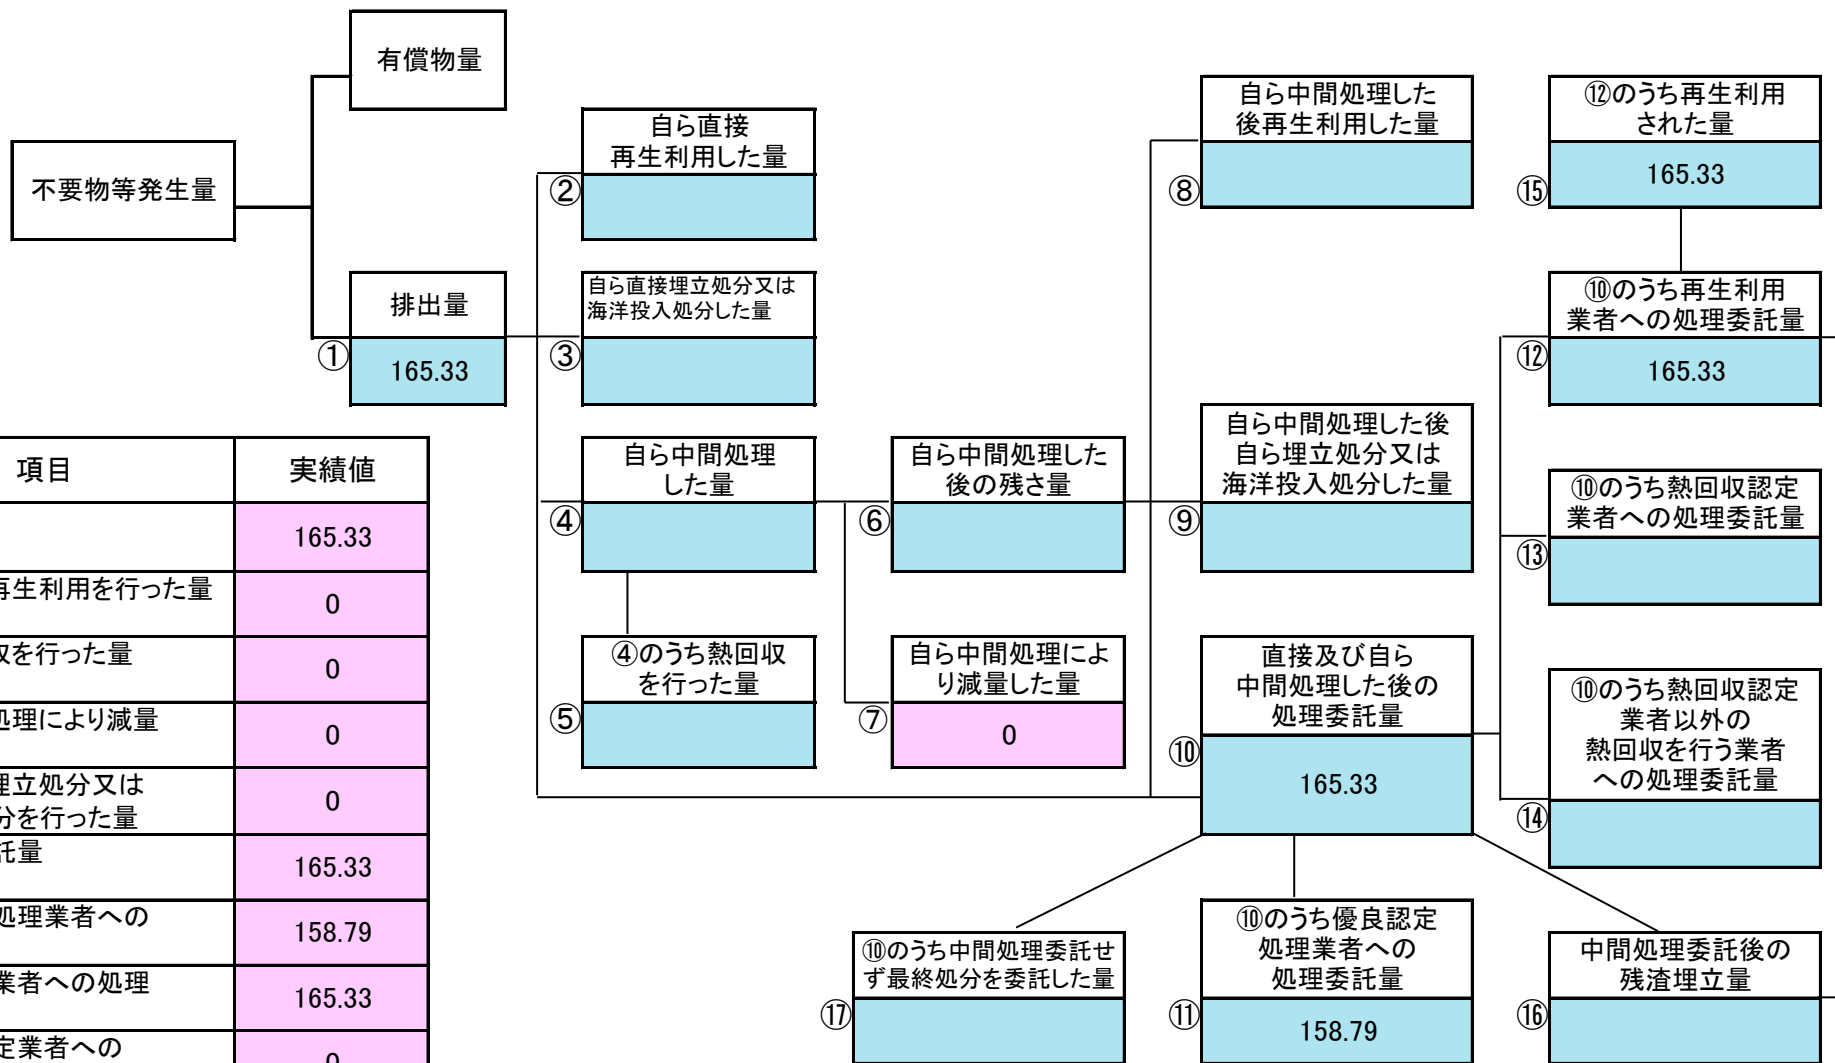 有償物量
不要物等発生量
排出量
①
165.33
自ら直接
再生利用した量
②
自ら直接埋立処分又は
海洋投入処分した量
③
自ら中間処理
した量
④
④のうち熱回収
を行った量
⑤
自ら中間処理した
後の残さ量
⑥
自ら中間処理によ
り減量した量
⑦
0
自ら中間処理した
後再生利用した量
⑧
自ら中間処理した後
自ら埋立処分又は
海洋投入処分した量
⑨
直接及び自ら
中間処理した後の
処理委託量
⑩
165.33
⑩のうち優良認定
処理業者への
処理委託量
⑪
158.79
⑫のうち再生利用
された量
⑮
165.33
⑩のうち再生利用
業者への処理委託量
⑫
165.33
⑩のうち熱回収認定
業者への処理委託量
⑬
⑩のうち熱回収認定
業者以外の
熱回収を行う業者
への処理委託量
⑭
中間処理委託後の
残渣埋立量
⑯
⑩のうち中間処理委託せ
ず最終処分を委託した量
⑰
項目 実績値
165.33
再生利用を行った量 0
を行った量 0
処理により減量 0
埋立処分又は
を行った量 0
託量 165.33
処理業者への 158.79
業者への処理 165.33
定業者への 0